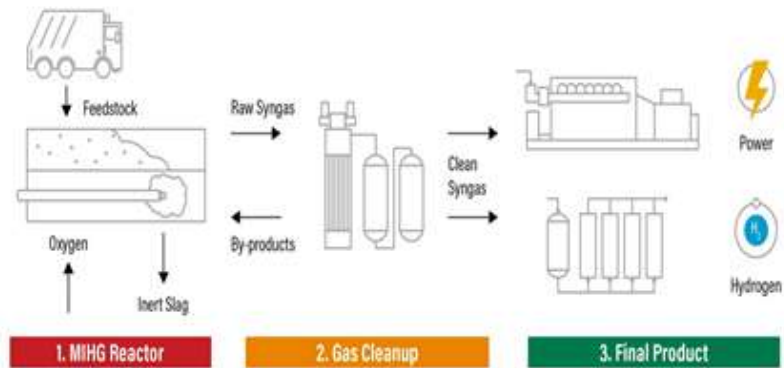 Feedstock
Raw Syngas
Clean
Syngas
Power
By-products
Oxygen
Inert Slag
H2
Hydrogen
1. MIHG Reactor
2. Gas Cleanup
3. Final Product